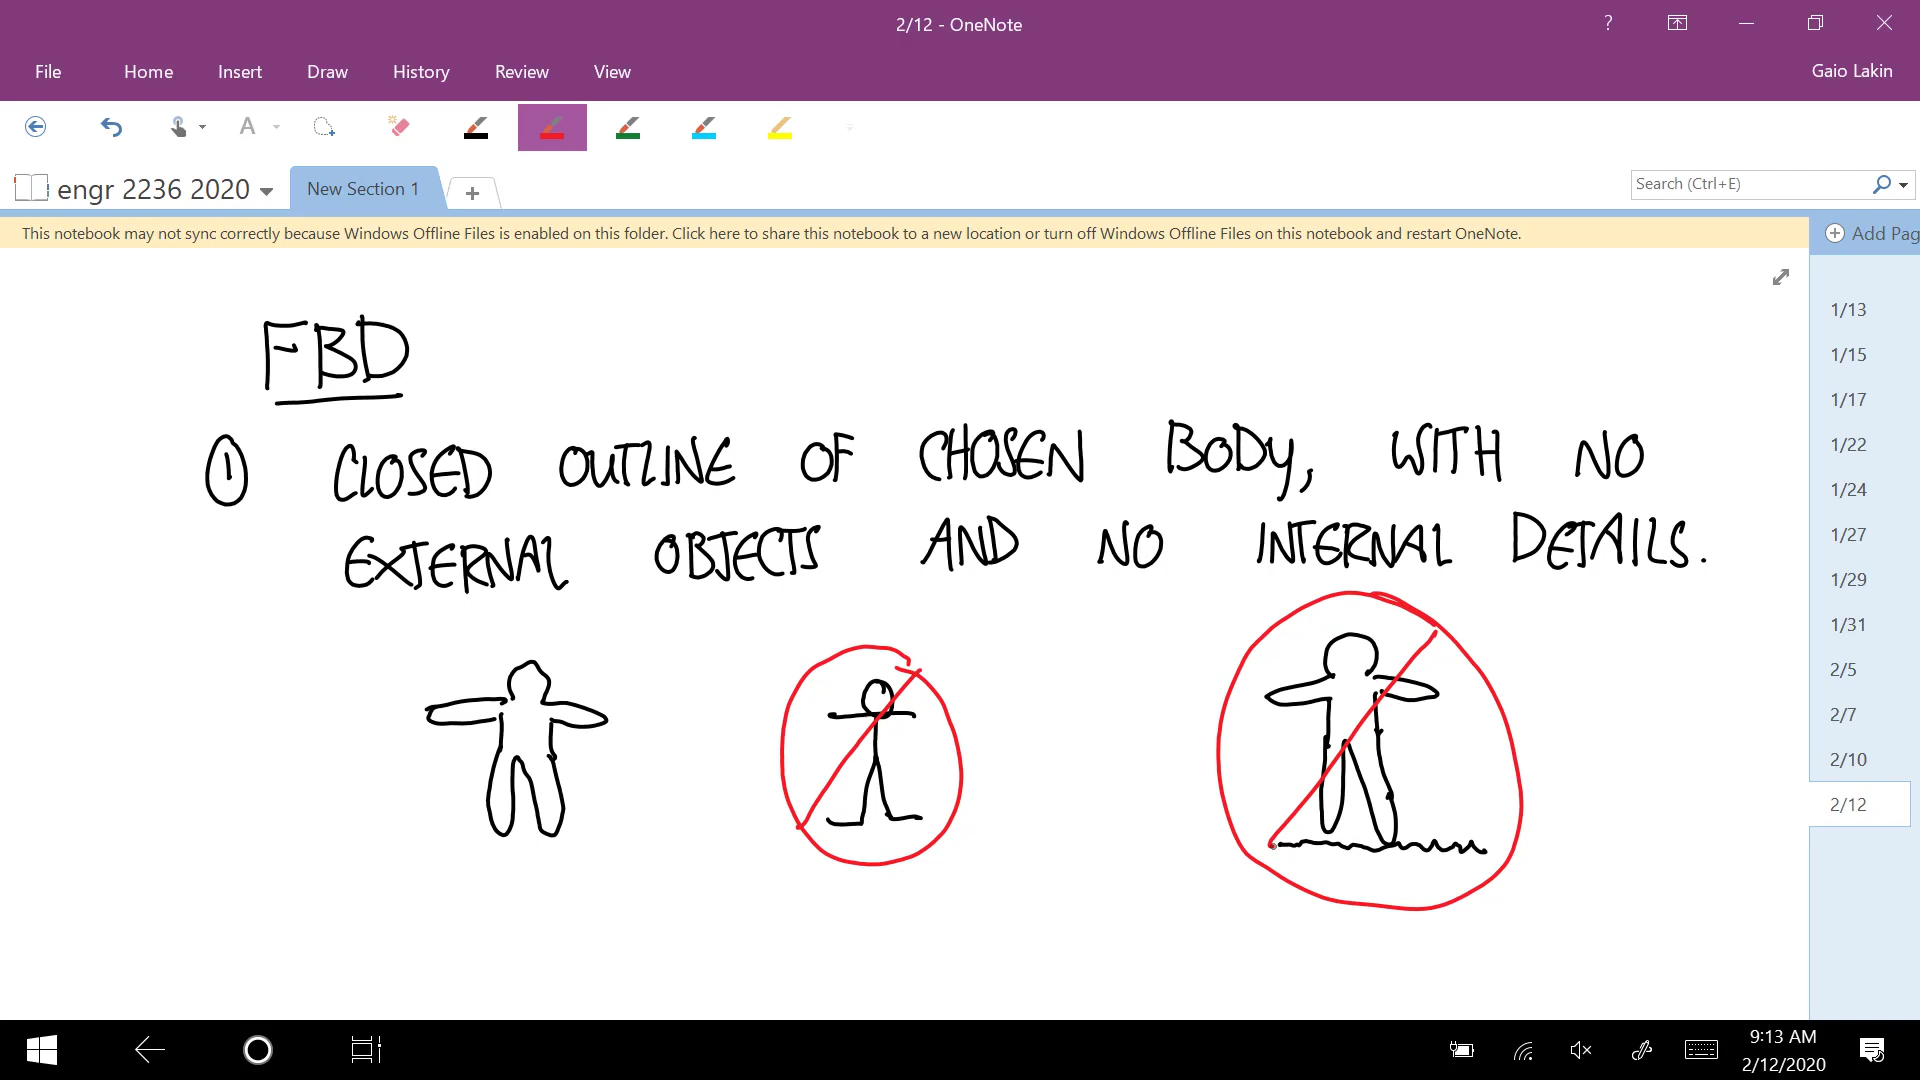 2/12 - OneNote
?
File Home Insert Draw History Review View
Gaio Lakin
A
engr 2236 2020
New Section 1
+
Search (Ctrl+E)
This notebook may not sync correctly because Windows Offline Files is enabled on this folder. Click here to share this notebook to a new location or turn off Windows Offline Files on this notebook and restart OneNote.
Add Pag
1/13
1/15
1/17
1/22
1/24
1/27
1/29
1/31
2/5
2/7
2/10
2/12
FBD
① CLOSED OUTLINE OF CHOSEN BODY, WITH NO
EXTERNAL OBJECTS AND NO INTERNAL DETAILS.
9:13 AM
2/12/2020